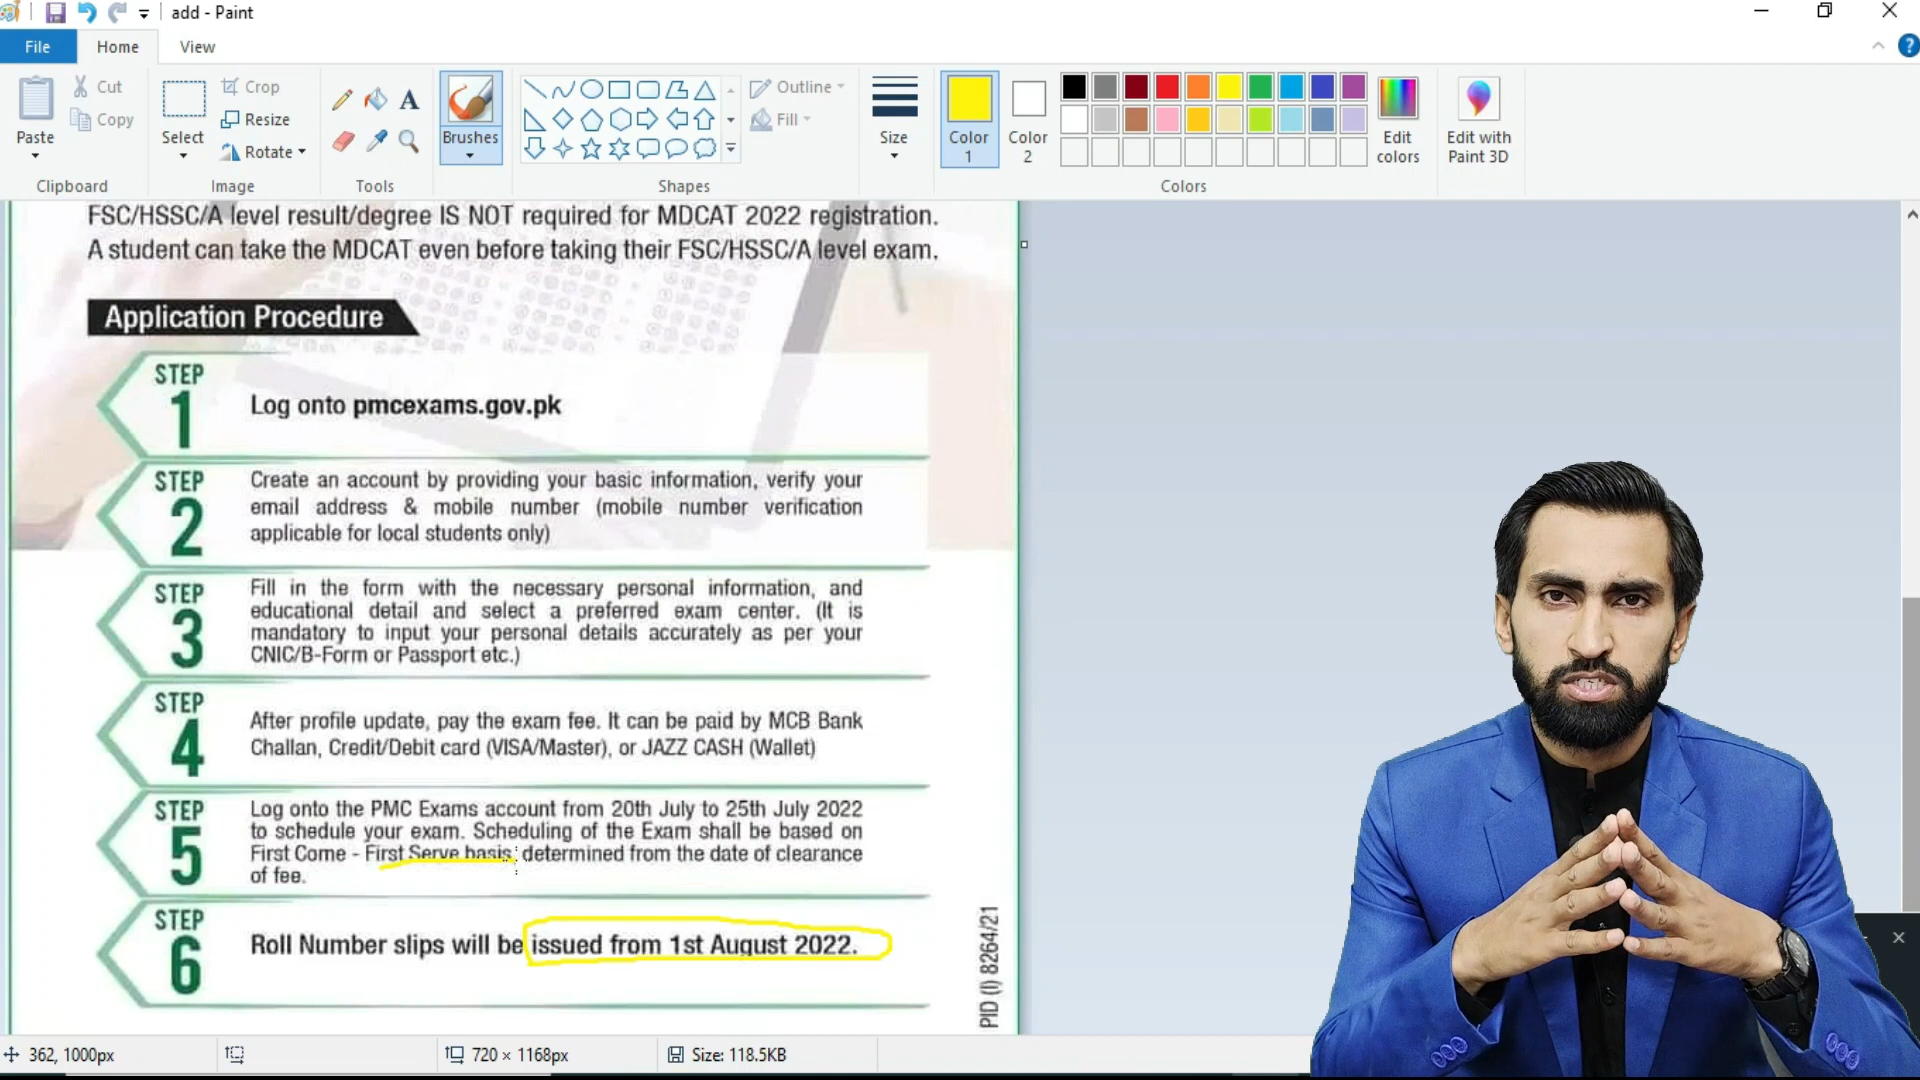 add - Paint
File
Home
View
Paste
Cut
Copy
Clipboard
Select
Crop
Resize
Rotate
Image
A
Tools
Brushes
Shapes
Outline
Fill
Size
Color
1
Color
2
Edit
colors
Colors
Edit with
Paint 3D
?
FSC/HSSC/A level result/degree IS NOT required for MDCAT 2022 registration.
A student can take the MDCAT even before taking their FSC/HSSC/A level exam.
Application Procedure
STEP
1
Log onto pmcexams.gov.pk
STEP
2
Create an account by providing your basic information, verify your
email address & mobile number (mobile number verification
applicable for local students only)
STEP
3
Fill in the form with the necessary personal information, and
educational detail and select a preferred exam center. (It is
mandatory to input your personal details accurately as per your
CNIC/B-Form or Passport etc.)
STEP
4
After profile update, pay the exam fee. It can be paid by MCB Bank
Challan, Credit/Debit card (VISA/Master), or JAZZ CASH (Wallet)
STEP
5
Log onto the PMC Exams account from 20th July to 25th July 2022
to schedule your exam. Scheduling of the Exam shall be based on
First Come - First Serve basis, determined from the date of clearance
of fee.
STEP
6
Roll Number slips will be issued from 1st August 2022.
PID (I) 8264/21
362, 1000px
720 × 1168px
Size: 118.5KB